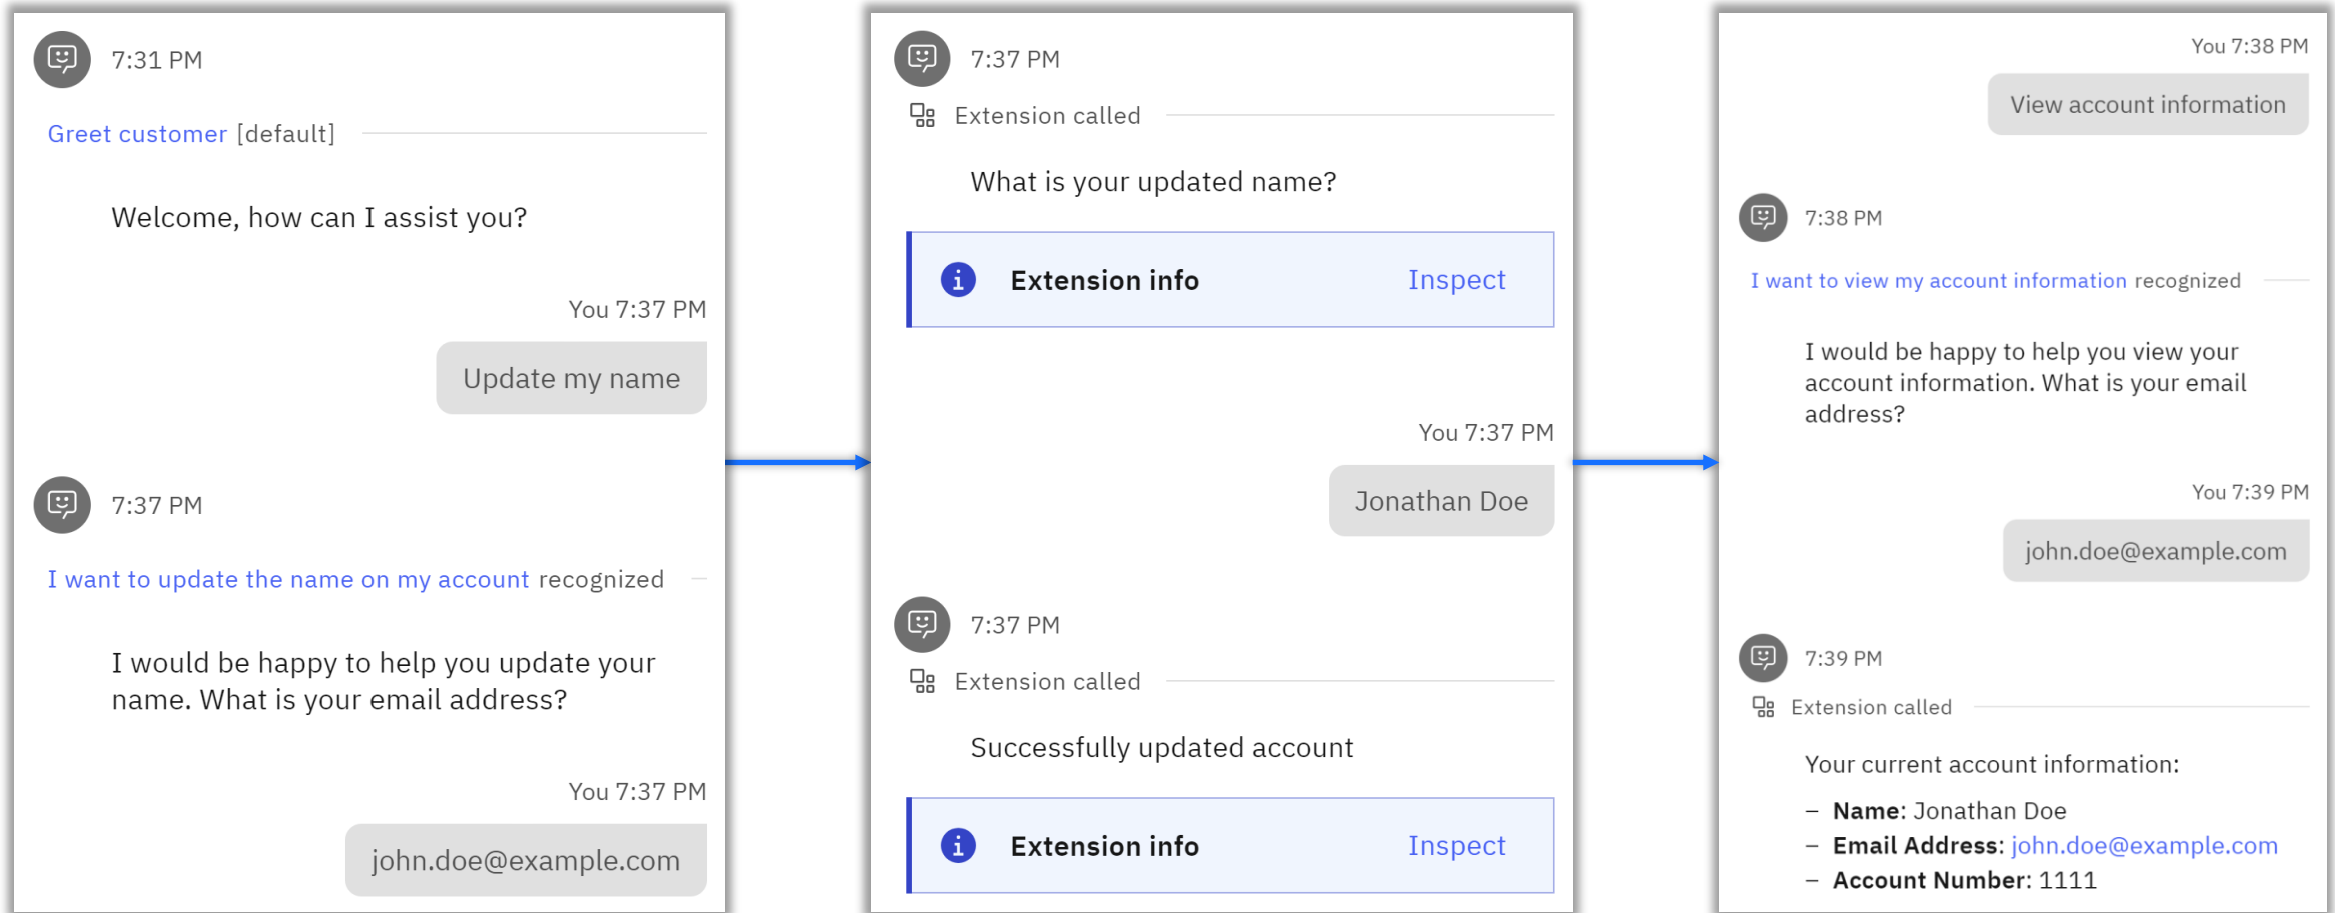 7:31 PM
Greet customer [default]
Welcome, how can I assist you?
You 7:37 PM
Update my name
7:37 PM
I want to update the name on my account recognized
I would be happy to help you update your
name. What is your email address?
You 7:37 PM
john.doe@example.com
7:37 PM
Extension called
What is your updated name?
Extension info Inspect
You 7:37 PM
Jonathan Doe
7:37 PM
Extension called
Successfully updated account
Extension info Inspect
You 7:38 PM
View account information
7:38 PM
I want to view my account information recognized
I would be happy to help you view your
account information. What is your email
address?
You 7:39 PM
john.doe@example.com
7:39 PM
Extension called
Your current account information:
– Name: Jonathan Doe
– Email Address: john.doe@example.com
– Account Number: 1111